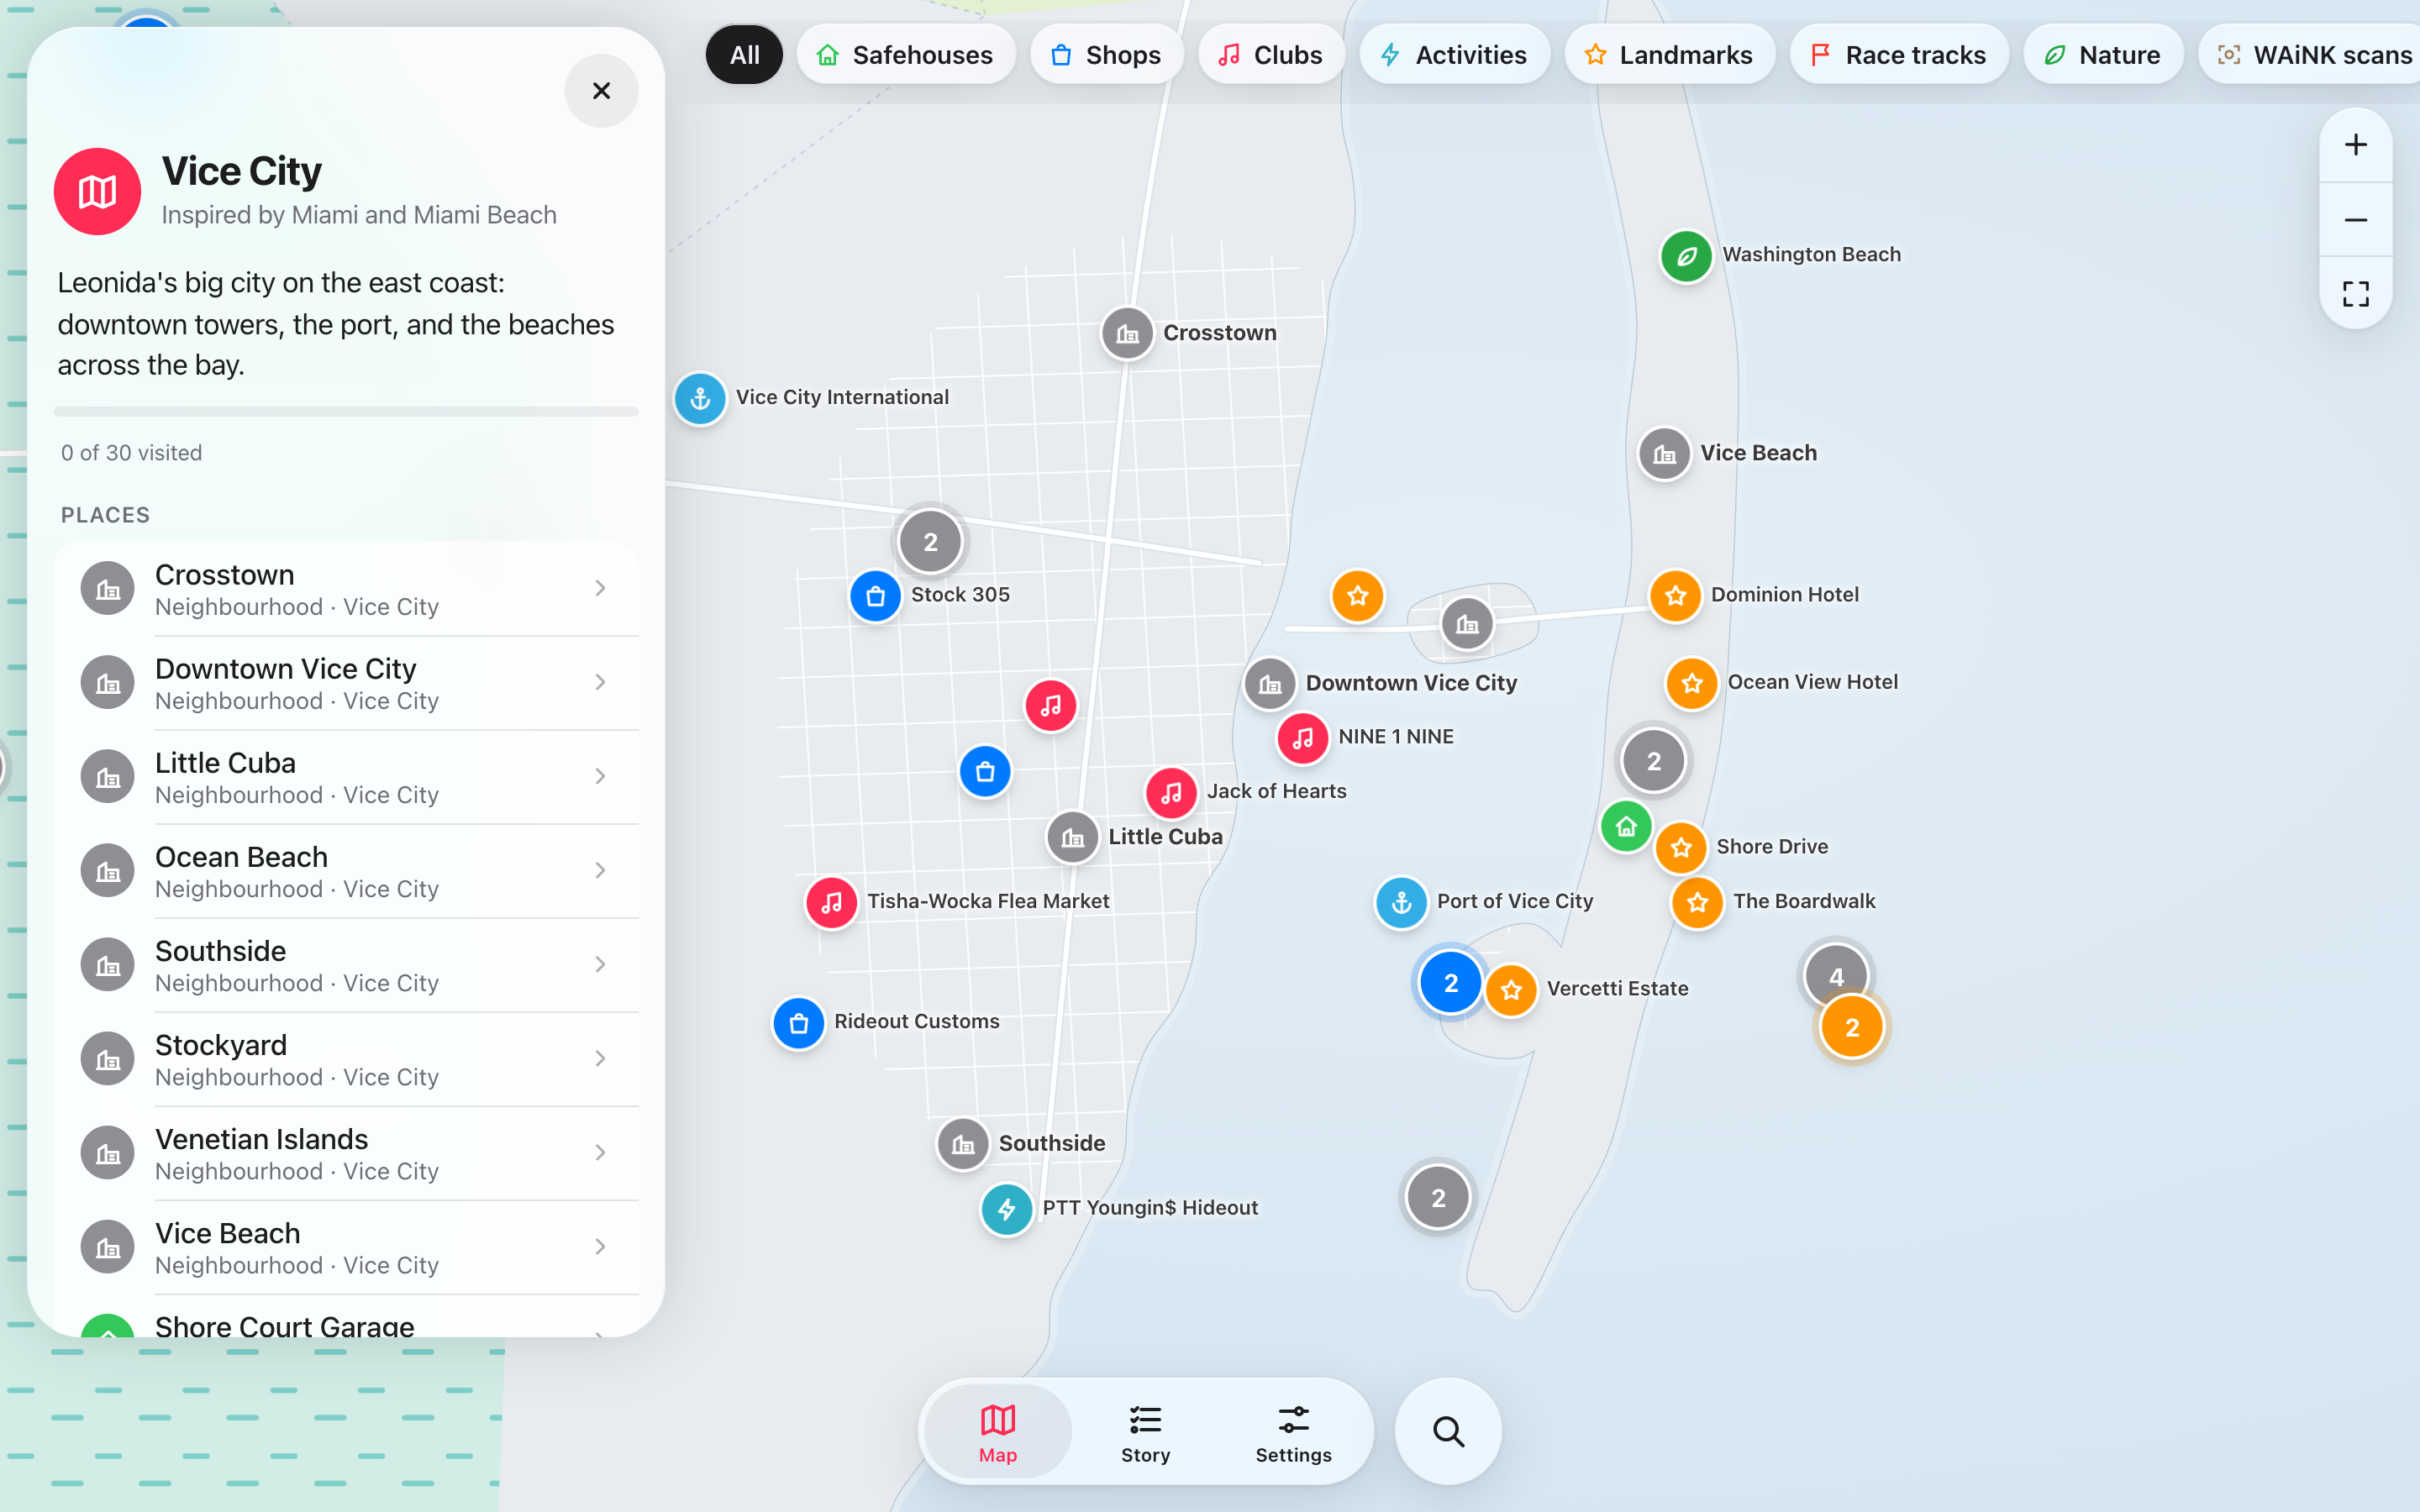 All
Safehouses
Shops
Clubs
Activities
Landmarks
Race tracks
Nature
WAiNK scans
Vice City
Inspired by Miami and Miami Beach
Leonida's big city on the east coast:
downtown towers, the port, and the beaches
across the bay.
0 of 30 visited
PLACES
Crosstown
Neighbourhood · Vice City
Downtown Vice City
Neighbourhood · Vice City
Little Cuba
Neighbourhood · Vice City
Ocean Beach
Neighbourhood · Vice City
Southside
Neighbourhood · Vice City
Stockyard
Neighbourhood · Vice City
Venetian Islands
Neighbourhood · Vice City
Vice Beach
Neighbourhood · Vice City
Shore Court Garage
Washington Beach
Crosstown
Vice City International
Vice Beach
2
Stock 305
Dominion Hotel
Downtown Vice City
Ocean View Hotel
NINE 1 NINE
2
Jack of Hearts
Little Cuba
Shore Drive
Tisha-Wocka Flea Market
Port of Vice City
The Boardwalk
2
Vercetti Estate
4
2
Rideout Customs
Southside
2
PTT Youngin$ Hideout
Map
Story
Settings